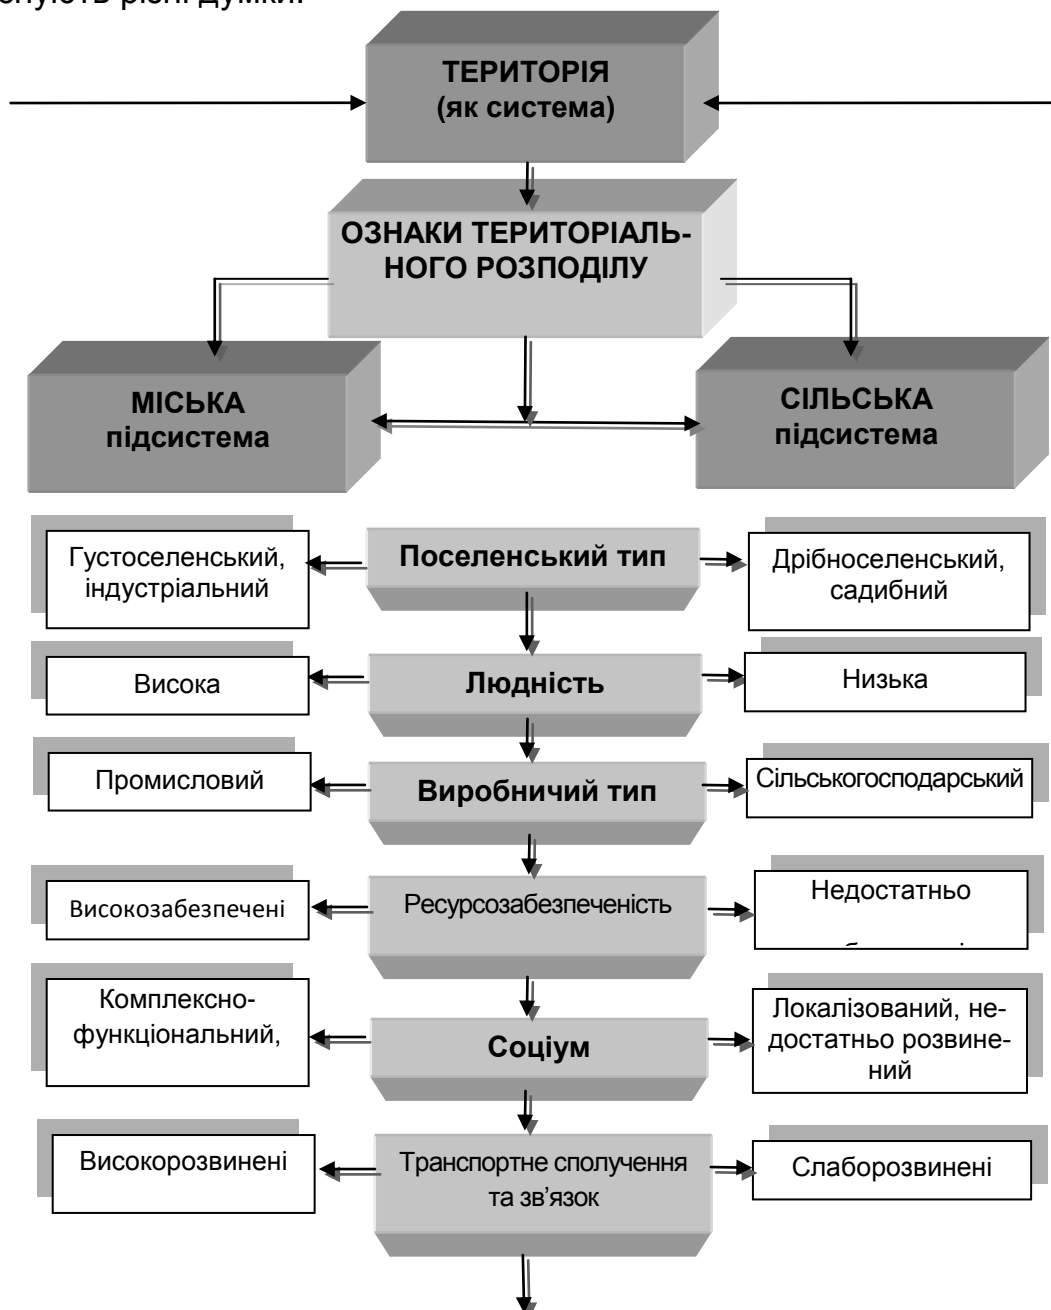 різні думки.
ТЕРИТОРІЯ
(як система)
ОЗНАКИ ТЕРИТОРІАЛЬ-
НОГО РОЗПОДІЛУ
МІСЬКА
підсистема
СІЛЬСЬКА
підсистема
Густоселенський,
індустріальний
Поселенський тип
Дрібноселенський,
садибний
Висока
Людність
Низька
Промисловий
Виробничий тип
Сільськогосподарський
Високозабезпечені
Ресурсозабезпеченість
Недостатньо
Комплексно-
функціональний,
Соціум
Локалізований, не-
достатньо розвине-
ний
Високорозвинені
Транспортне сполучення
та зв’язок
Слаборозвинені